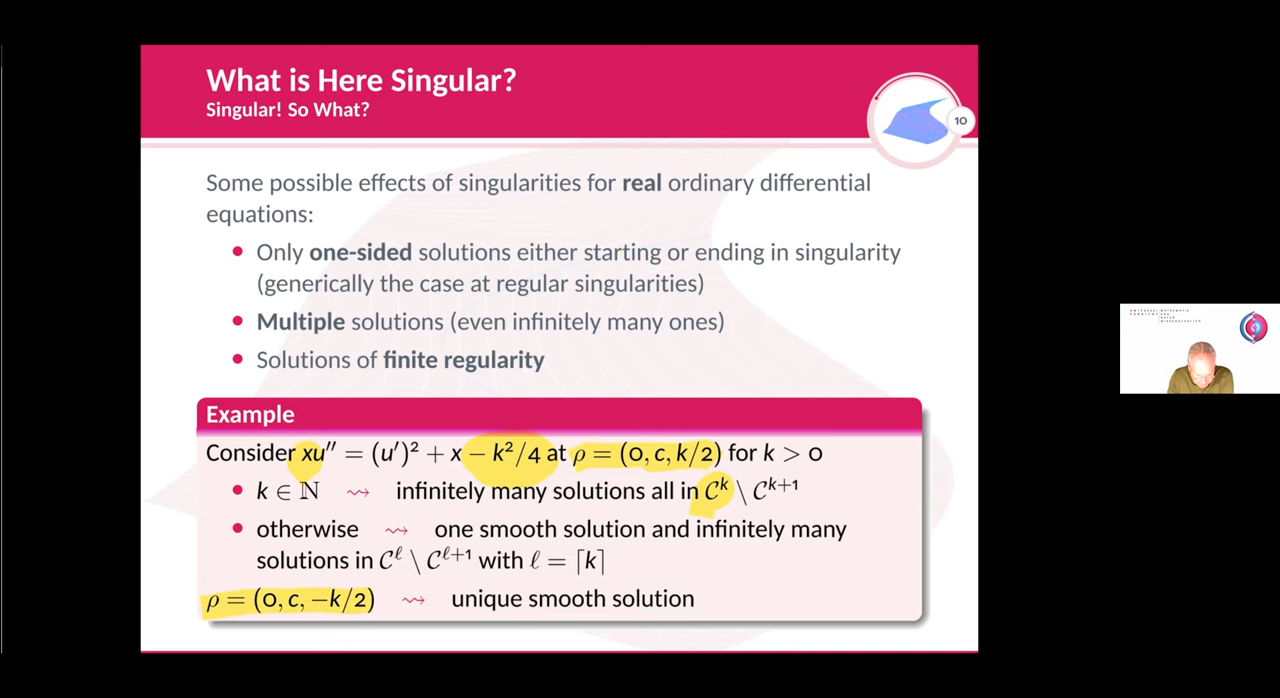 What is Here Singular?
Singular! So What?
10
Some possible effects of singularities for real ordinary differential
equations:
• Only one-sided solutions either starting or ending in singularity
(generically the case at regular singularities)
• Multiple solutions (even infinitely many ones)
• Solutions of finite regularity
Example
Consider xu″ = (u′)² + x − k²/4 at ρ = (0, c, k/2) for k > 0
• k ∈ ℕ ⇝ infinitely many solutions all in 𝒞ᵏ \ 𝒞ᵏ⁺¹
• otherwise ⇝ one smooth solution and infinitely many
solutions in 𝒞^ℓ \ 𝒞^ℓ⁺¹ with ℓ = ⌈k⌉
ρ = (0, c, −k/2) ⇝ unique smooth solution